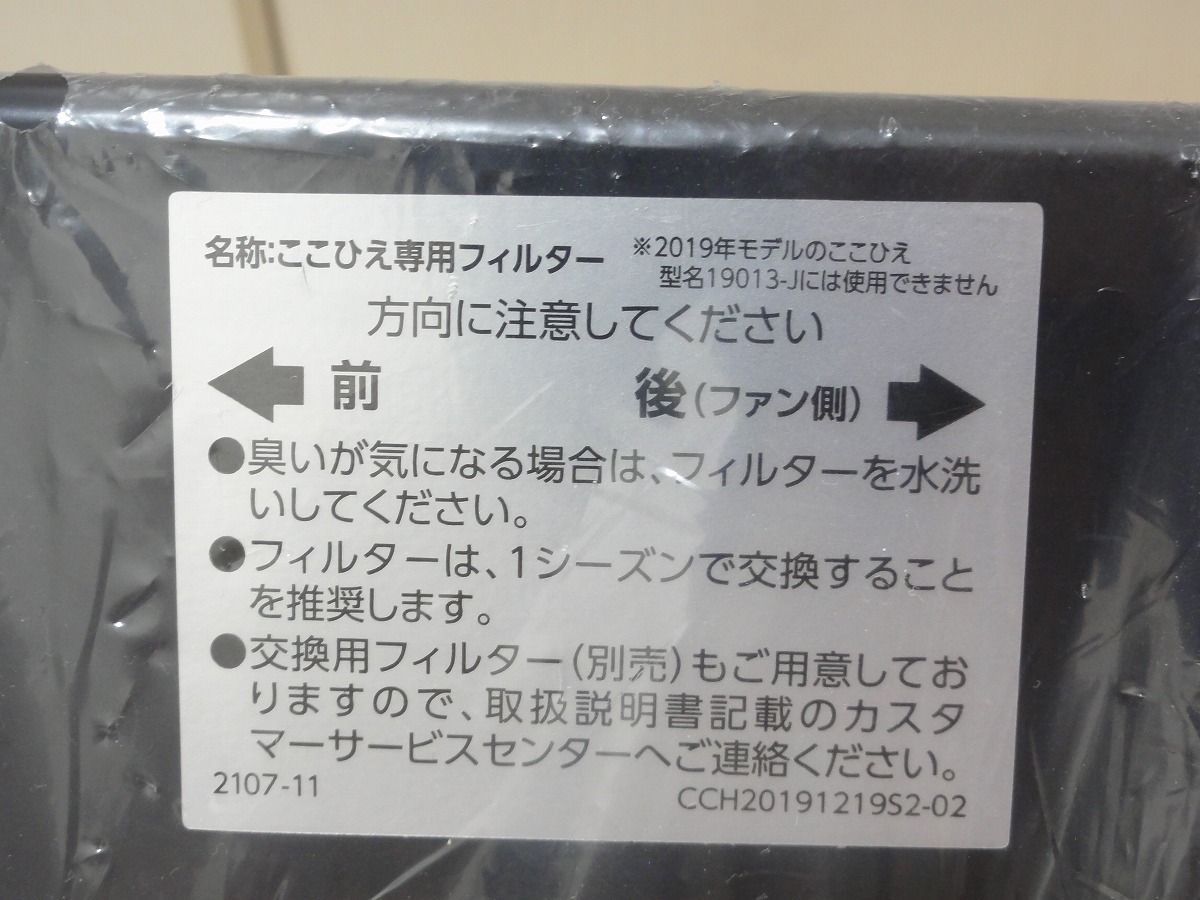 名称:ここひえ専用フィルター
※2019年モデルのここひえ
型名19013-Jには使用できません
方向に注意してください
前
後(ファン側)
●臭いが気になる場合は、フィルターを水洗
いしてください。
●フィルターは、1シーズンで交換すること
を推奨します。
●交換用フィルター(別売)もご用意してお
りますので、取扱説明書記載のカスタ
マーサービスセンターへご連絡ください。
2107-11
CCH20191219S2-02